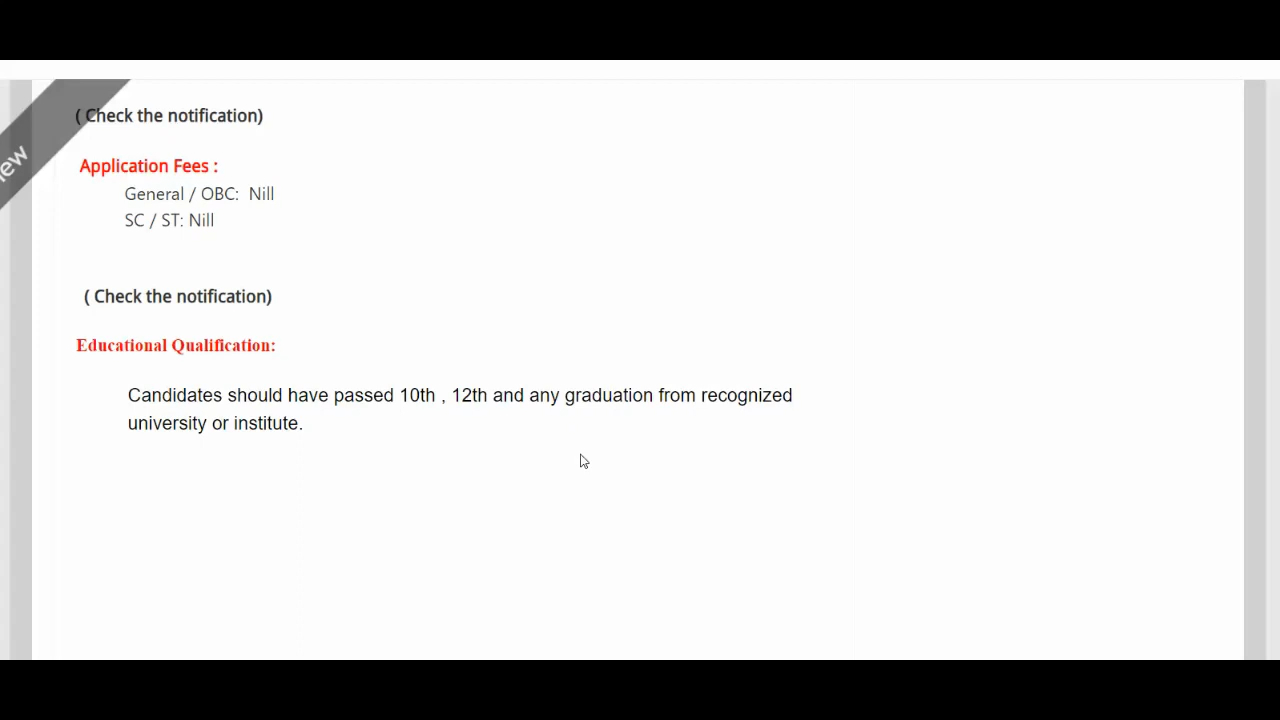 ( Check the notification)
Application Fees :
General / OBC: Nill
SC / ST: Nill
( Check the notification)
Educational Qualification:
Candidates should have passed 10th , 12th and any graduation from recognized
university or institute.